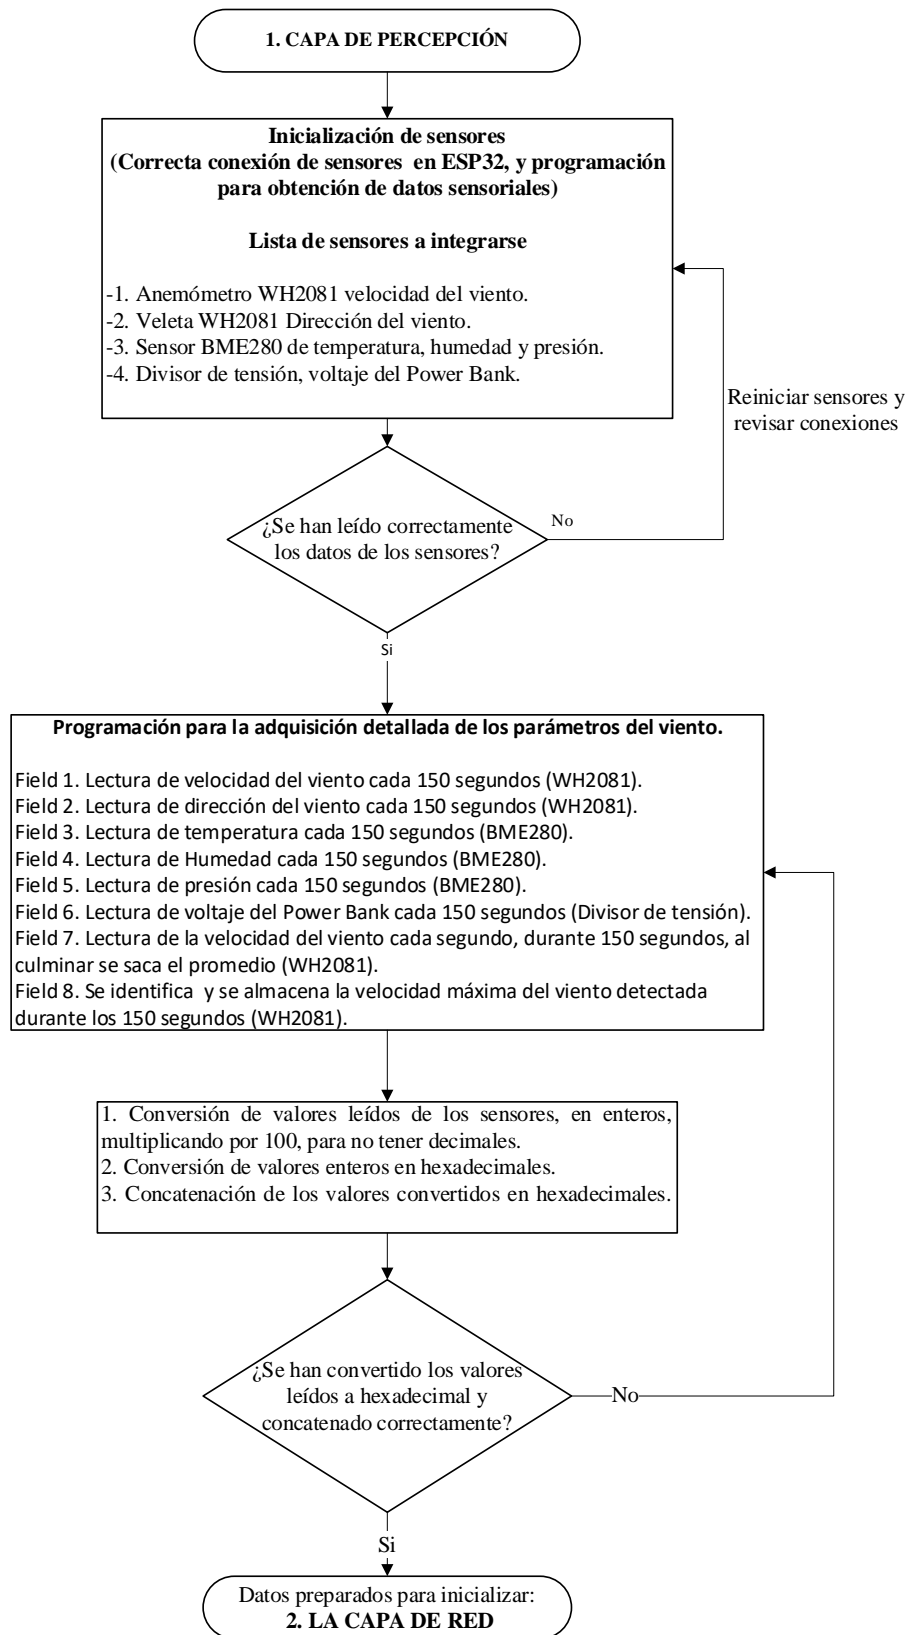 1. CAPA DE PERCEPCIÓN
Inicialización de sensores
(Correcta conexión de sensores en ESP32, y programación
para obtención de datos sensoriales)
Lista de sensores a integrarse
-1. Anemómetro WH2081 velocidad del viento.
-2. Veleta WH2081 Dirección del viento.
-3. Sensor BME280 de temperatura, humedad y presión.
-4. Divisor de tensión, voltaje del Power Bank.
Reiniciar sensores y
revisar conexiones
¿Se han leído correctamente
los datos de los sensores?
No
Si
Programación para la adquisición detallada de los parámetros del viento.
Field 1. Lectura de velocidad del viento cada 150 segundos (WH2081).
Field 2. Lectura de dirección del viento cada 150 segundos (WH2081).
Field 3. Lectura de temperatura cada 150 segundos (BME280).
Field 4. Lectura de Humedad cada 150 segundos (BME280).
Field 5. Lectura de presión cada 150 segundos (BME280).
Field 6. Lectura de voltaje del Power Bank cada 150 segundos (Divisor de tensión).
Field 7. Lectura de la velocidad del viento cada segundo, durante 150 segundos, al
culminar se saca el promedio (WH2081).
Field 8. Se identifica y se almacena la velocidad máxima del viento detectada
durante los 150 segundos (WH2081).
1. Conversión de valores leídos de los sensores, en enteros,
multiplicando por 100, para no tener decimales.
2. Conversión de valores enteros en hexadecimales.
3. Concatenación de los valores convertidos en hexadecimales.
¿Se han convertido los valores
leídos a hexadecimal y
concatenado correctamente?
No
Si
Datos preparados para inicializar:
2. LA CAPA DE RED